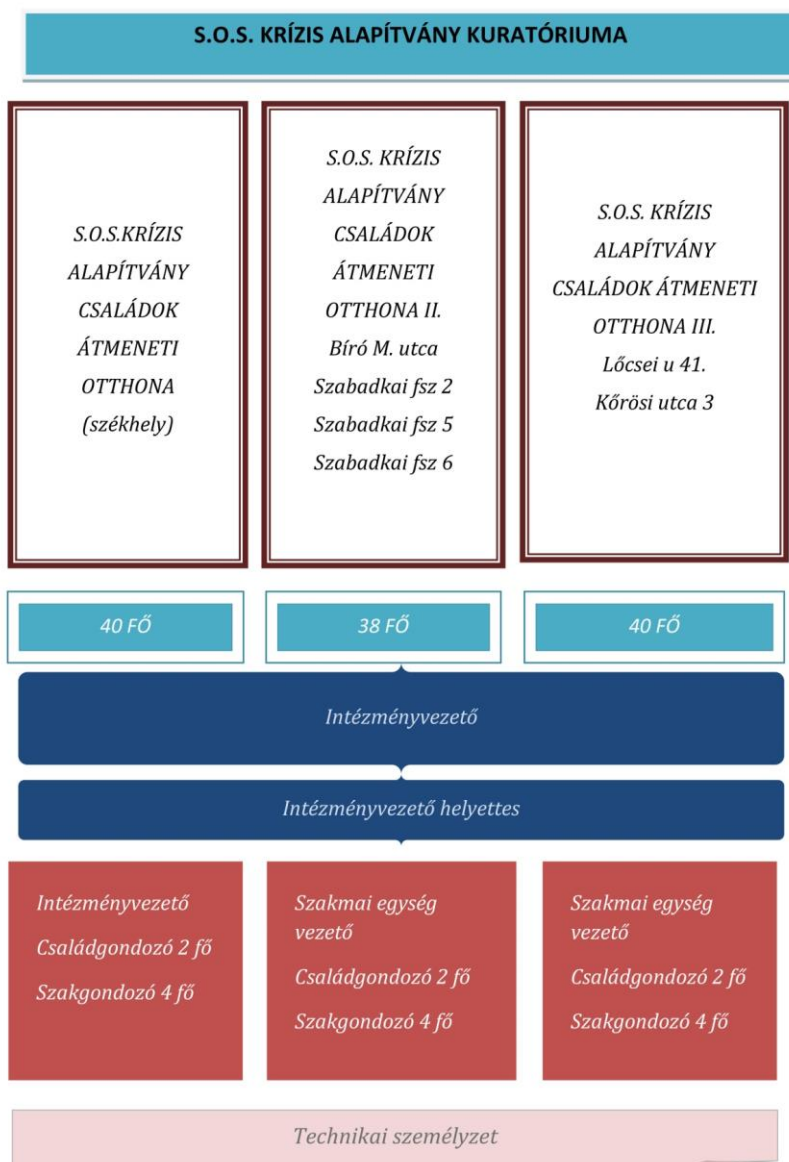 S.O.S. KRÍZIS ALAPÍTVÁNY KURATÓRIUMA
S.O.S.KRÍZIS
ALAPÍTVÁNY
CSALÁDOK
ÁTMENETI
OTTHONA
(székhely)
S.O.S. KRÍZIS
ALAPÍTVÁNY
CSALÁDOK
ÁTMENETI
OTTHONA II.
Bíró M. utca
Szabadkai fsz 2
Szabadkai fsz 5
Szabadkai fsz 6
S.O.S. KRÍZIS
ALAPÍTVÁNY
CSALÁDOK ÁTMENETI
OTTHONA III.
Lőcsei u 41.
Kőrösi utca 3
40 FŐ
38 FŐ
40 FŐ
Intézményvezető
Intézményvezető helyettes
Intézményvezető
Családgondozó 2 fő
Szakgondozó 4 fő
Szakmai egység
vezető
Családgondozó 2 fő
Szakgondozó 4 fő
Szakmai egység
vezető
Családgondozó 2 fő
Szakgondozó 4 fő
Technikai személyzet